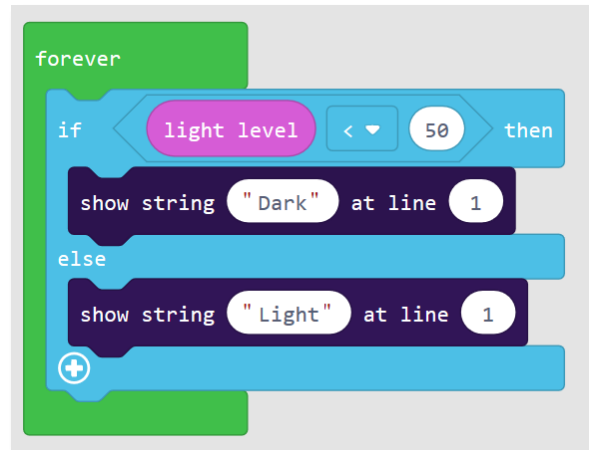 forever
if light level < 50 then
show string "Dark" at line 1
else
show string "Light" at line 1